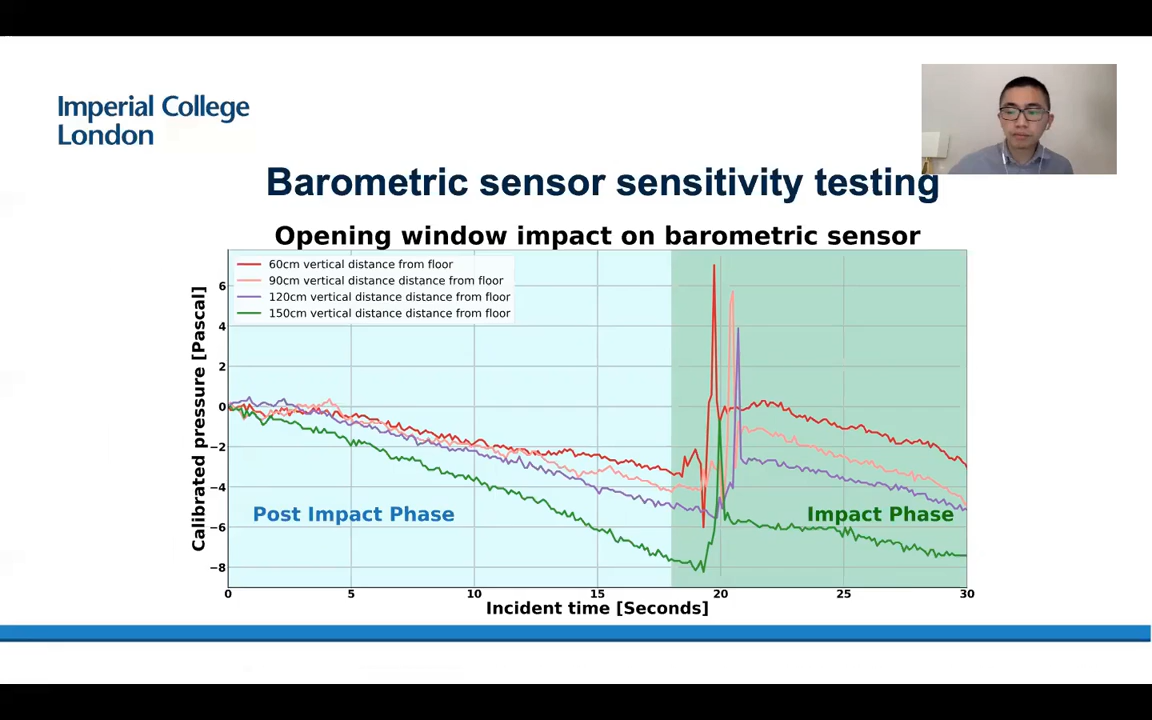 Imperial College
London
Barometric sensor sensitivity testing
Opening window impact on barometric sensor
60cm vertical distance from floor
90cm vertical distance distance from floor
120cm vertical distance distance from floor
150cm vertical distance distance from floor
Calibrated pressure [Pascal]
6
4
2
0
−2
−4
−6
−8
Post Impact Phase
Impact Phase
0 5 10 15 20 25 30
Incident time [Seconds]